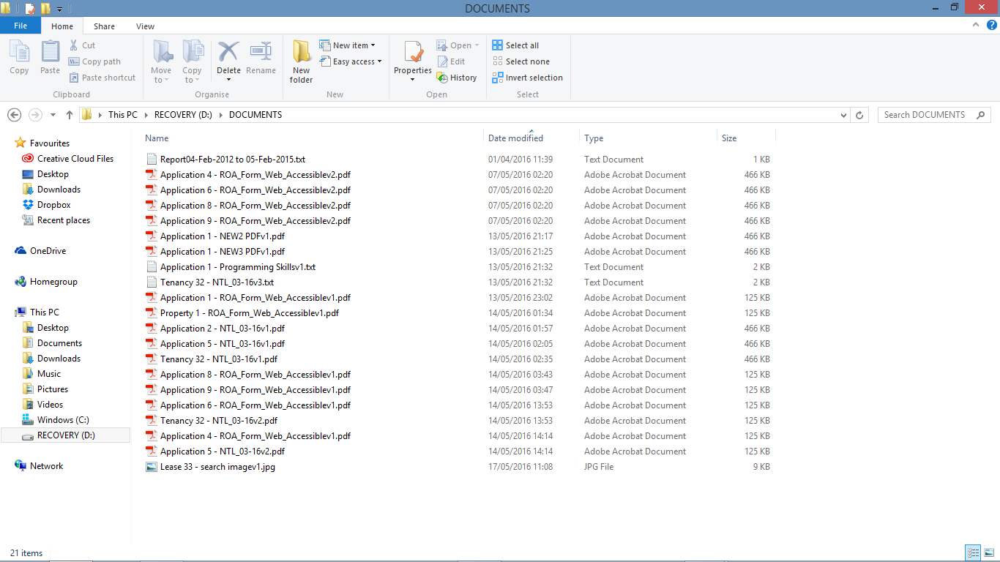 DOCUMENTS
File Home Share View
Copy Paste Cut Copy path Paste shortcut Clipboard
Move to Copy to Delete Rename Organise
New folder New item Easy access New
Properties Open Edit History Open
Select all Select none Invert selection Select
This PC RECOVERY (D:) DOCUMENTS Search DOCUMENTS
Favourites
Creative Cloud Files
Desktop
Downloads
Dropbox
Recent places
OneDrive
Homegroup
This PC
Desktop
Documents
Downloads
Music
Pictures
Videos
Windows (C:)
RECOVERY (D:)
Network
Name Date modified Type Size
Report04-Feb-2012 to 05-Feb-2015.txt 01/04/2016 11:39 Text Document 1 KB
Application 4 - ROA_Form_Web_Accessiblev2.pdf 07/05/2016 02:20 Adobe Acrobat Document 466 KB
Application 6 - ROA_Form_Web_Accessiblev2.pdf 07/05/2016 02:20 Adobe Acrobat Document 466 KB
Application 8 - ROA_Form_Web_Accessiblev2.pdf 07/05/2016 02:20 Adobe Acrobat Document 466 KB
Application 9 - ROA_Form_Web_Accessiblev2.pdf 07/05/2016 02:20 Adobe Acrobat Document 466 KB
Application 1 - NEW2 PDFv1.pdf 13/05/2016 21:17 Adobe Acrobat Document 466 KB
Application 1 - NEW3 PDFv1.pdf 13/05/2016 21:25 Adobe Acrobat Document 466 KB
Application 1 - Programming Skillsv1.txt 13/05/2016 21:32 Text Document 2 KB
Tenancy 32 - NTL_03-16v3.txt 13/05/2016 21:32 Text Document 2 KB
Application 1 - ROA_Form_Web_Accessiblev1.pdf 13/05/2016 23:02 Adobe Acrobat Document 125 KB
Property 1 - ROA_Form_Web_Accessiblev1.pdf 14/05/2016 01:34 Adobe Acrobat Document 125 KB
Application 2 - NTL_03-16v1.pdf 14/05/2016 01:57 Adobe Acrobat Document 466 KB
Application 5 - NTL_03-16v1.pdf 14/05/2016 02:05 Adobe Acrobat Document 466 KB
Tenancy 32 - NTL_03-16v1.pdf 14/05/2016 02:35 Adobe Acrobat Document 466 KB
Application 8 - ROA_Form_Web_Accessiblev1.pdf 14/05/2016 03:43 Adobe Acrobat Document 125 KB
Application 9 - ROA_Form_Web_Accessiblev1.pdf 14/05/2016 03:47 Adobe Acrobat Document 125 KB
Application 6 - ROA_Form_Web_Accessiblev1.pdf 14/05/2016 13:53 Adobe Acrobat Document 125 KB
Tenancy 32 - NTL_03-16v2.pdf 14/05/2016 13:53 Adobe Acrobat Document 125 KB
Application 4 - ROA_Form_Web_Accessiblev1.pdf 14/05/2016 14:14 Adobe Acrobat Document 125 KB
Application 5 - NTL_03-16v2.pdf 14/05/2016 14:14 Adobe Acrobat Document 125 KB
Lease 33 - search imagev1.jpg 17/05/2016 11:08 JPG File 9 KB
21 items